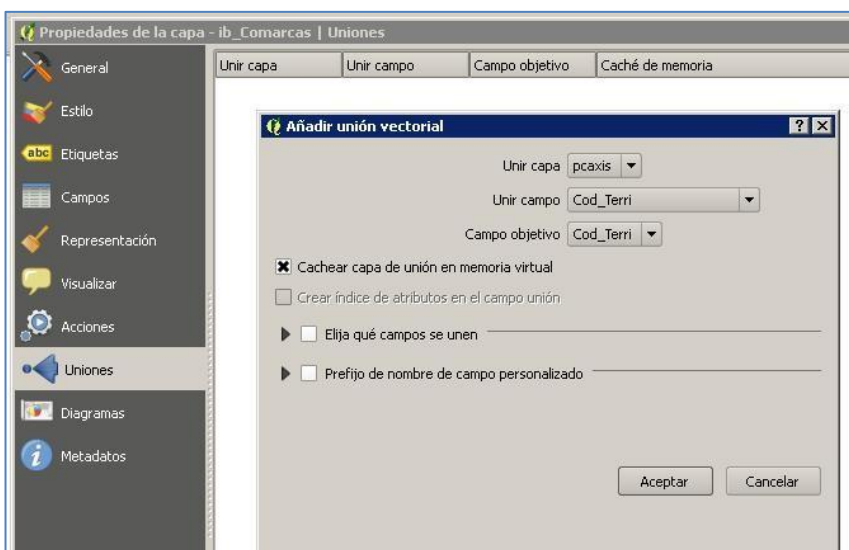 Propiedades de la capa - ib_Comarcas | Uniones
General
Estilo
abc Etiquetas
Campos
Representación
Visualizar
Acciones
Uniones
Diagramas
Metadatos
Unir capa Unir campo Campo objetivo Caché de memoria
Añadir unión vectorial
Unir capa pcaxis
Unir campo Cod_Terri
Campo objetivo Cod_Terri
Cachear capa de unión en memoria virtual
Crear índice de atributos en el campo unión
Elija qué campos se unen
Prefijo de nombre de campo personalizado
Aceptar Cancelar